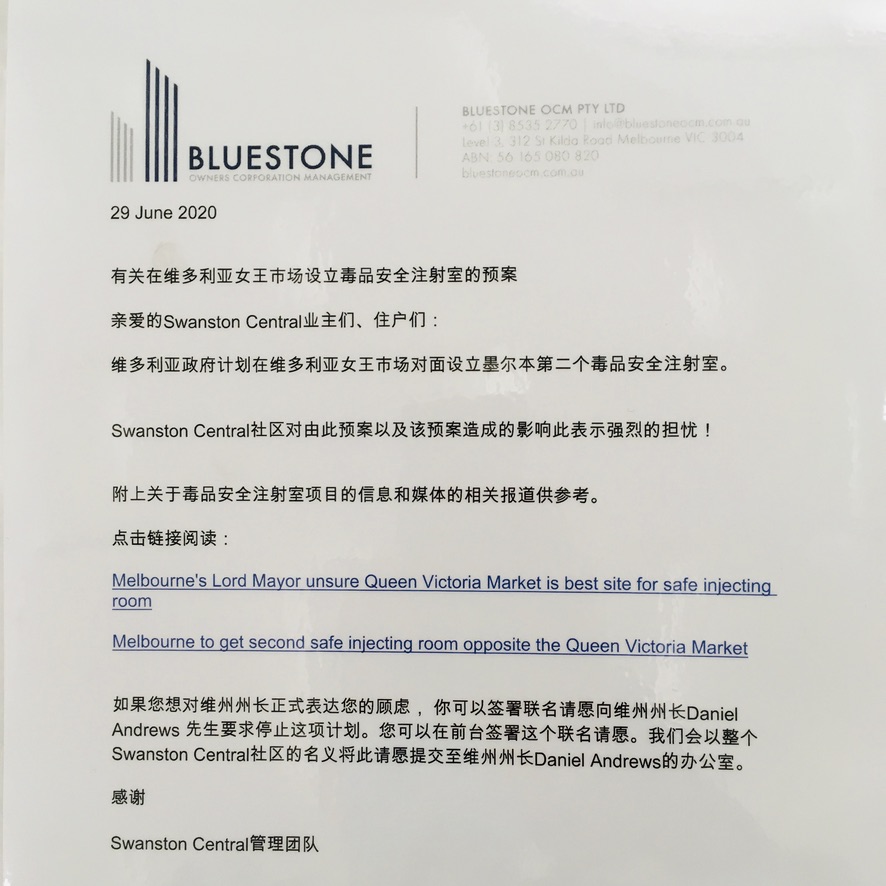 BLUESTONE
OWNERS CORPORATION MANAGEMENT
BLUESTONE OCM PTY LTD
+61 (3) 8535 2770 | info@bluestoneocm.com.au
Level 3, 312 St Kilda Road Melbourne VIC 3004
ABN: 56 165 080 820
bluestoneocm.com.au
29 June 2020
有关在维多利亚女王市场设立毒品安全注射室的预案
亲爱的Swanston Central业主们、住户们：
维多利亚政府计划在维多利亚女王市场对面设立墨尔本第二个毒品安全注射室。
Swanston Central社区对由此预案以及该预案造成的影响此表示强烈的担忧！
附上关于毒品安全注射室项目的信息和媒体的相关报道供参考。
点击链接阅读：
Melbourne's Lord Mayor unsure Queen Victoria Market is best site for safe injecting
room
Melbourne to get second safe injecting room opposite the Queen Victoria Market
如果您想对维州州长正式表达您的顾虑，你可以签署联名请愿向维州州长Daniel
Andrews 先生要求停止这项计划。您可以在前台签署这个联名请愿。我们会以整个
Swanston Central社区的名义将此请愿提交至维州州长Daniel Andrews的办公室。
感谢
Swanston Central管理团队